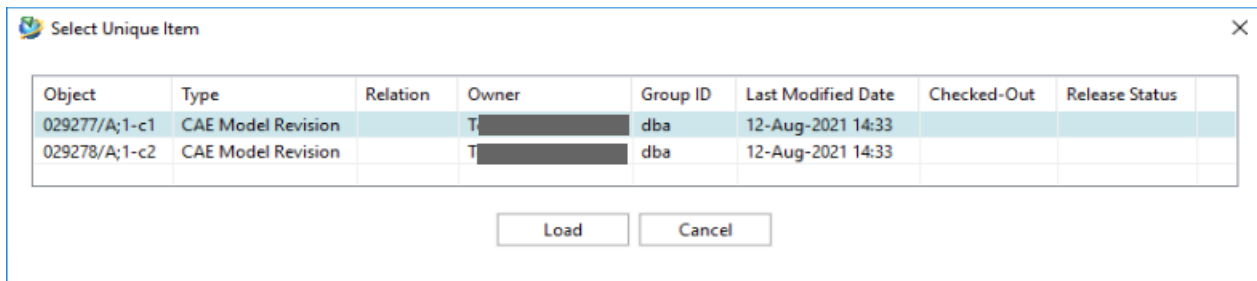 Select Unique Item
Object Type Relation Owner Group ID Last Modified Date Checked-Out Release Status
029277/A;1-c1 CAE Model Revision dba 12-Aug-2021 14:33
029278/A;1-c2 CAE Model Revision T dba 12-Aug-2021 14:33
Load Cancel